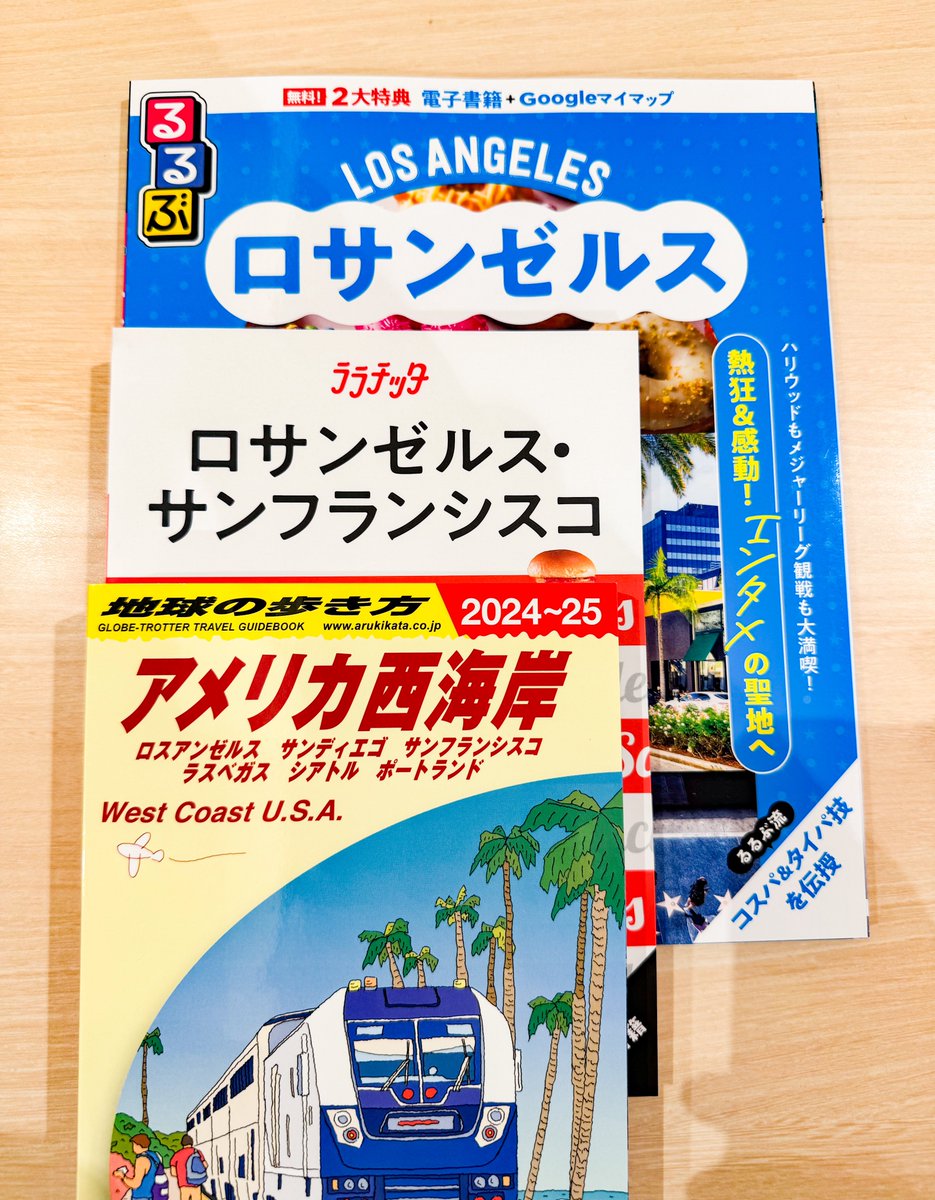 無料! 2大特典 電子書籍+Googleマイマップ
るるぶ
LOS ANGELES
ロサンゼルス
ハリウッドもメジャーリーグ観戦も大満喫!
熱狂&感動!エンタメの聖地へ
るるぶ流
コスパ&タイパ技
を伝授
ララチッタ
ロサンゼルス・
サンフランシスコ
地球の歩き方
GLOBE-TROTTER TRAVEL GUIDEBOOK www.arukikata.co.jp
2024~25
アメリカ西海岸
ロスアンゼルス サンディエゴ サンフランシスコ
ラスベガス シアトル ポートランド
West Coast U.S.A.